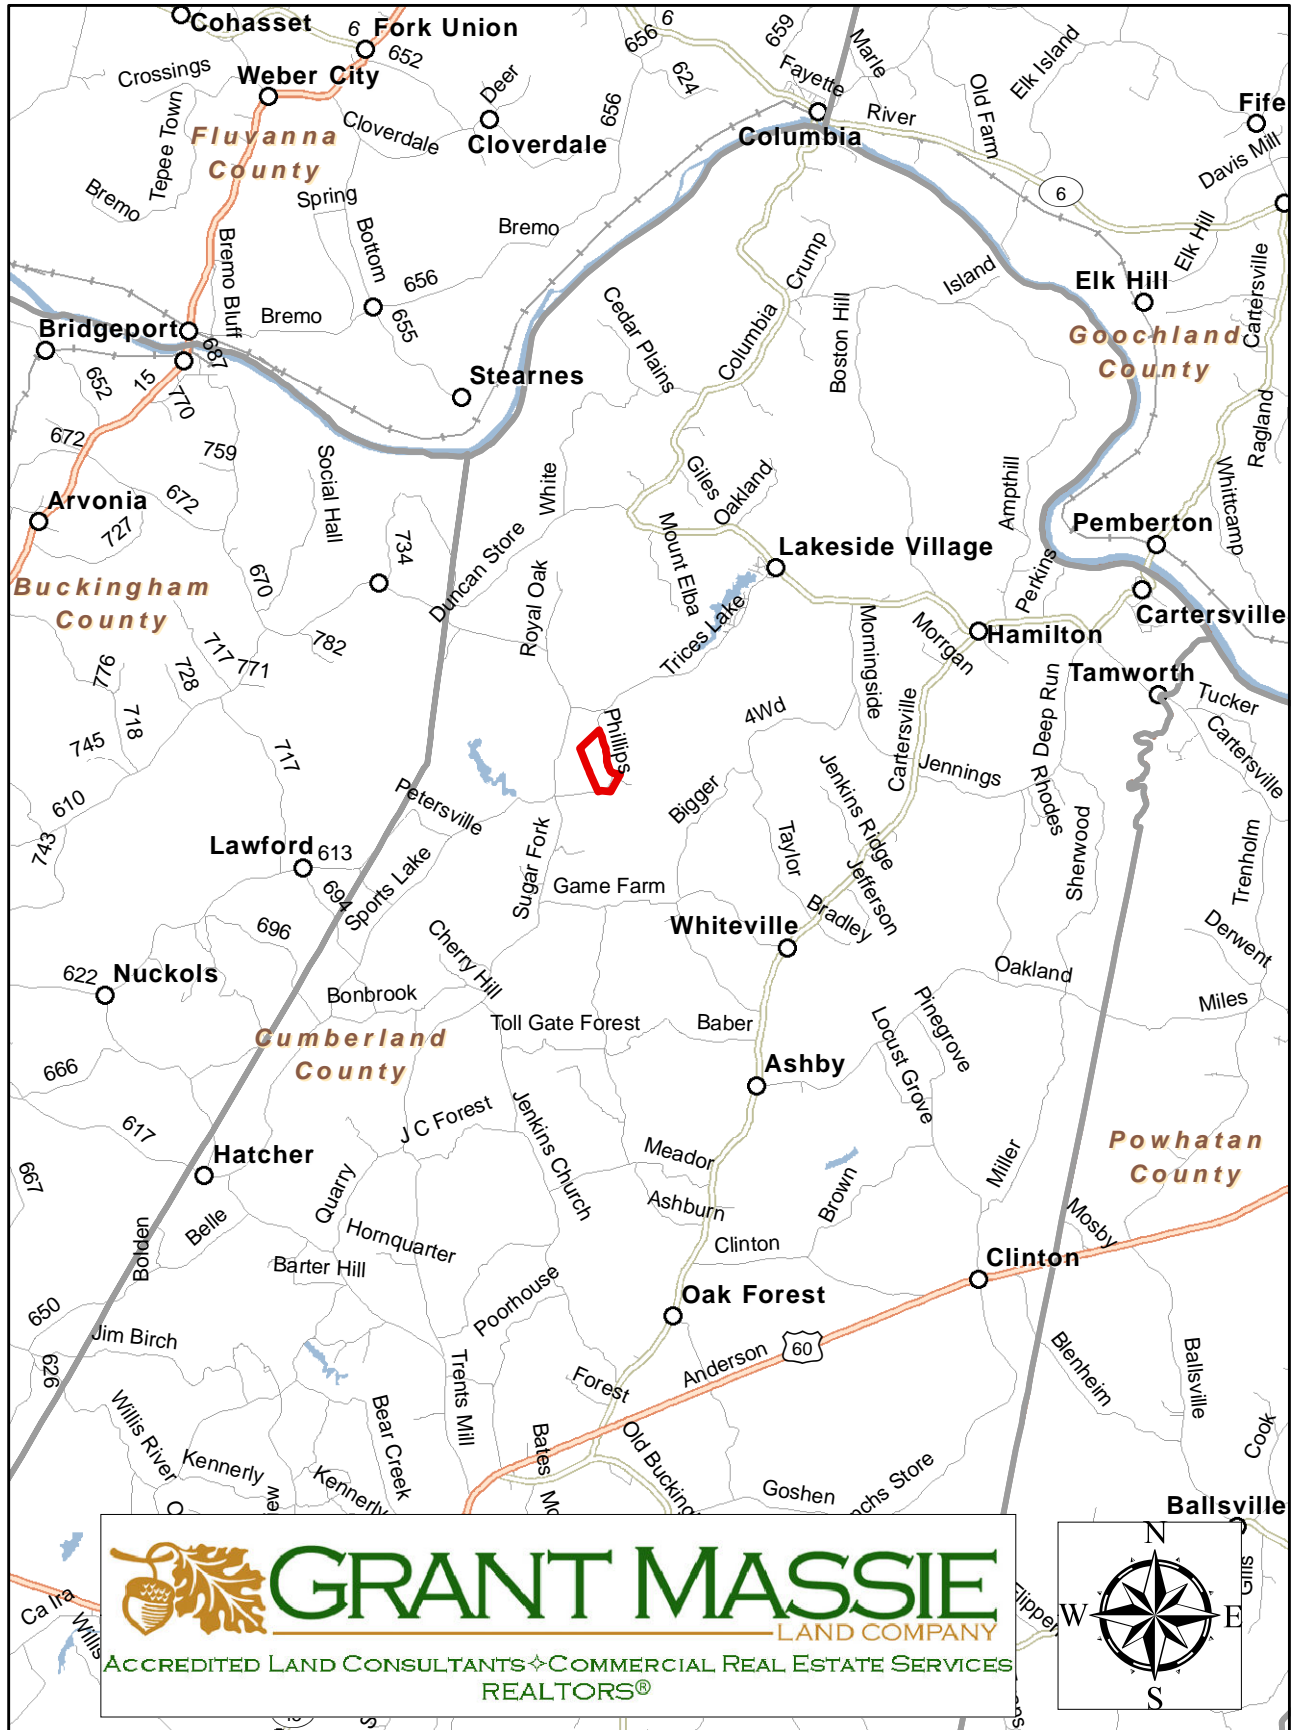 Cohasset
6
Fork Union
652
6
656
659
Marle
Crossings
Weber City
Deer
624
Fayette
Elk Island
Tepee Town
Fluvanna
County
Cloverdale
Cloverdale
656
Columbia
River
Old Farm
Fife
Davis Mill
Bremo
Spring
6
Bremo Bluff
Bottom
Bremo
Crump
Island
Elk Hill
Elk Hill
Cartersville
656
Bremo
655
Cedar Plains
Columbia
Boston Hill
Goochland
County
Bridgeport
687
652
15
770
Stearnes
672
759
Social Hall
White
Giles
Oakland
Ampthill
Ragland
Whittcamp
Arvonia
672
727
734
Duncan Store
Mount Elba
Lakeside Village
Pemberton
Buckingham
County
670
Royal Oak
Perkins
Cartersville
782
717
771
728
776
718
Trices Lake
Morningside
Morrgan
Hamilton
Tamworth
Tucker
Cartersville
745
717
Phillips
4Wd
Cartersville
Deep Run
610
743
Petersville
Bigger
Jennings
Jenkins Ridge
Rhodes
Lawford
613
694
Sports Lake
Sugar Fork
Taylor
Sherwood
Trenholm
Game Farm
Jefferson
Bradley
696
Whiteville
Cherry Hill
Derwent
622
Nuckols
Bonbrook
Oakland
Miles
Cumberland
County
Toll Gate Forest
Baber
Pinegrove
Locust Grove
666
Ashby
617
J C Forest
Jenkins Church
Powhatan
County
Hatcher
Meador
Miller
667
Quarry
Ashburn
Brown
Belle
Bolden
Hornquarter
Clinton
Mosby
Barter Hill
Clinton
650
Poorhouse
Oak Forest
Jim Birch
Anderson
60
626
Trents Mill
Forest
Blenheim
Ballsville
Willis River
Bear Creek
Bates
Old Bucking
Cook
Kennerly
Kennerly
Goshen
chs Store
Ballsville
GRANT MASSIE
LAND COMPANY
ACCREDITED LAND CONSULTANTS✧COMMERCIAL REAL ESTATE SERVICES
REALTORS®
N
W
E
S
Gills
Flippen
Ca Ira
Willis